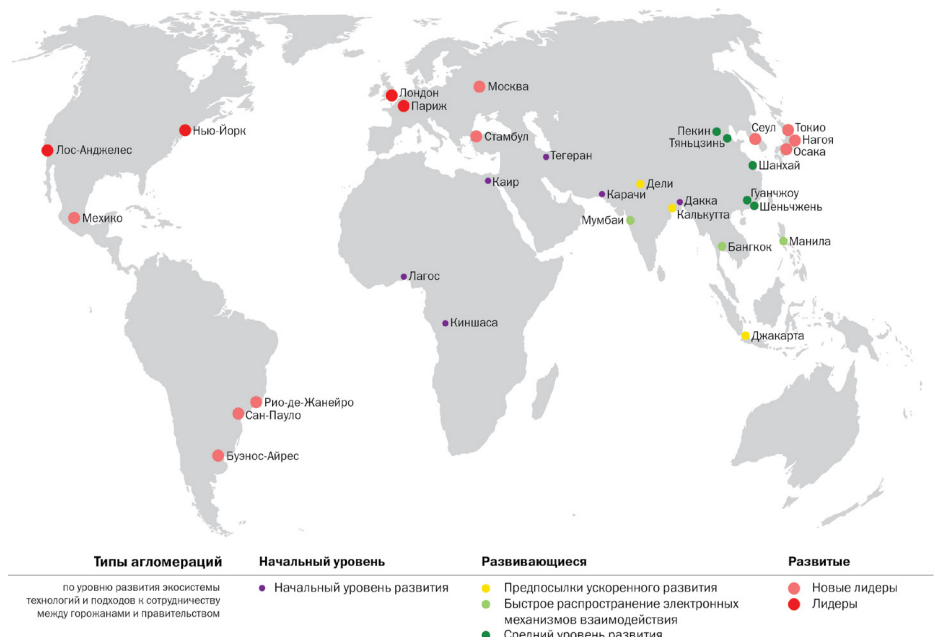 Москва
Лондон
Париж
Нью-Йорк
Стамбул
Лос-Анджелес
Пекин
Тяньцзинь
Сеул
Токио
Нагоя
Осака
Тегеран
Шанхай
Каир
Дели
Карачи
Дакка
Гуанчжоу
Шеньчжень
Мехико
Мумбаи
Калькутта
Бангкок
Манила
Лагос
Киншаса
Джакарта
Рио-де-Жанейро
Сан-Пауло
Буэнос-Айрес
Типы агломераций
по уровню развития экосистемы
технологий и подходов к сотрудничеству
между горожанами и правительством
Начальный уровень
Начальный уровень развития
Развивающиеся
Предпосылки ускоренного развития
Быстрое распространение электронных
механизмов взаимодействия
Средний уровень развития
Развитые
Новые лидеры
Лидеры